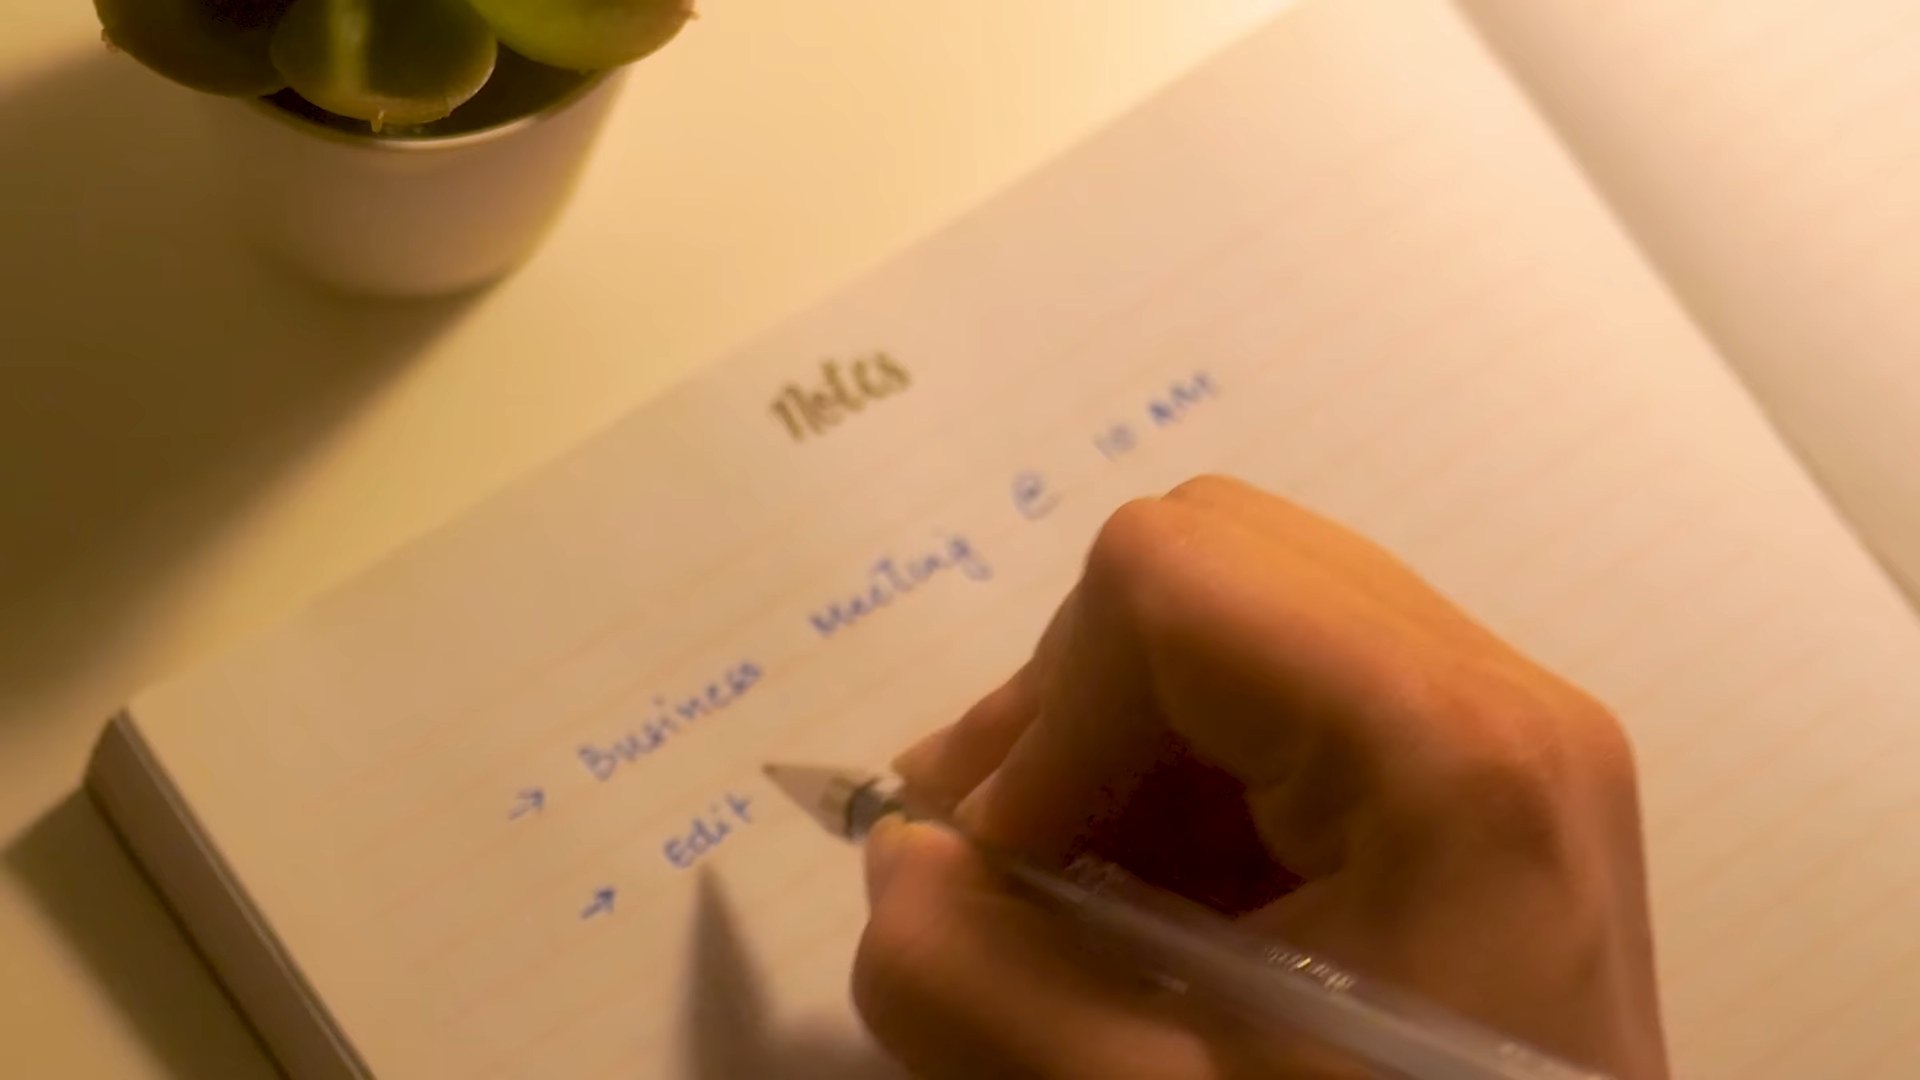 Notes
→ Business Meeting @ 10 AM
→ Edit